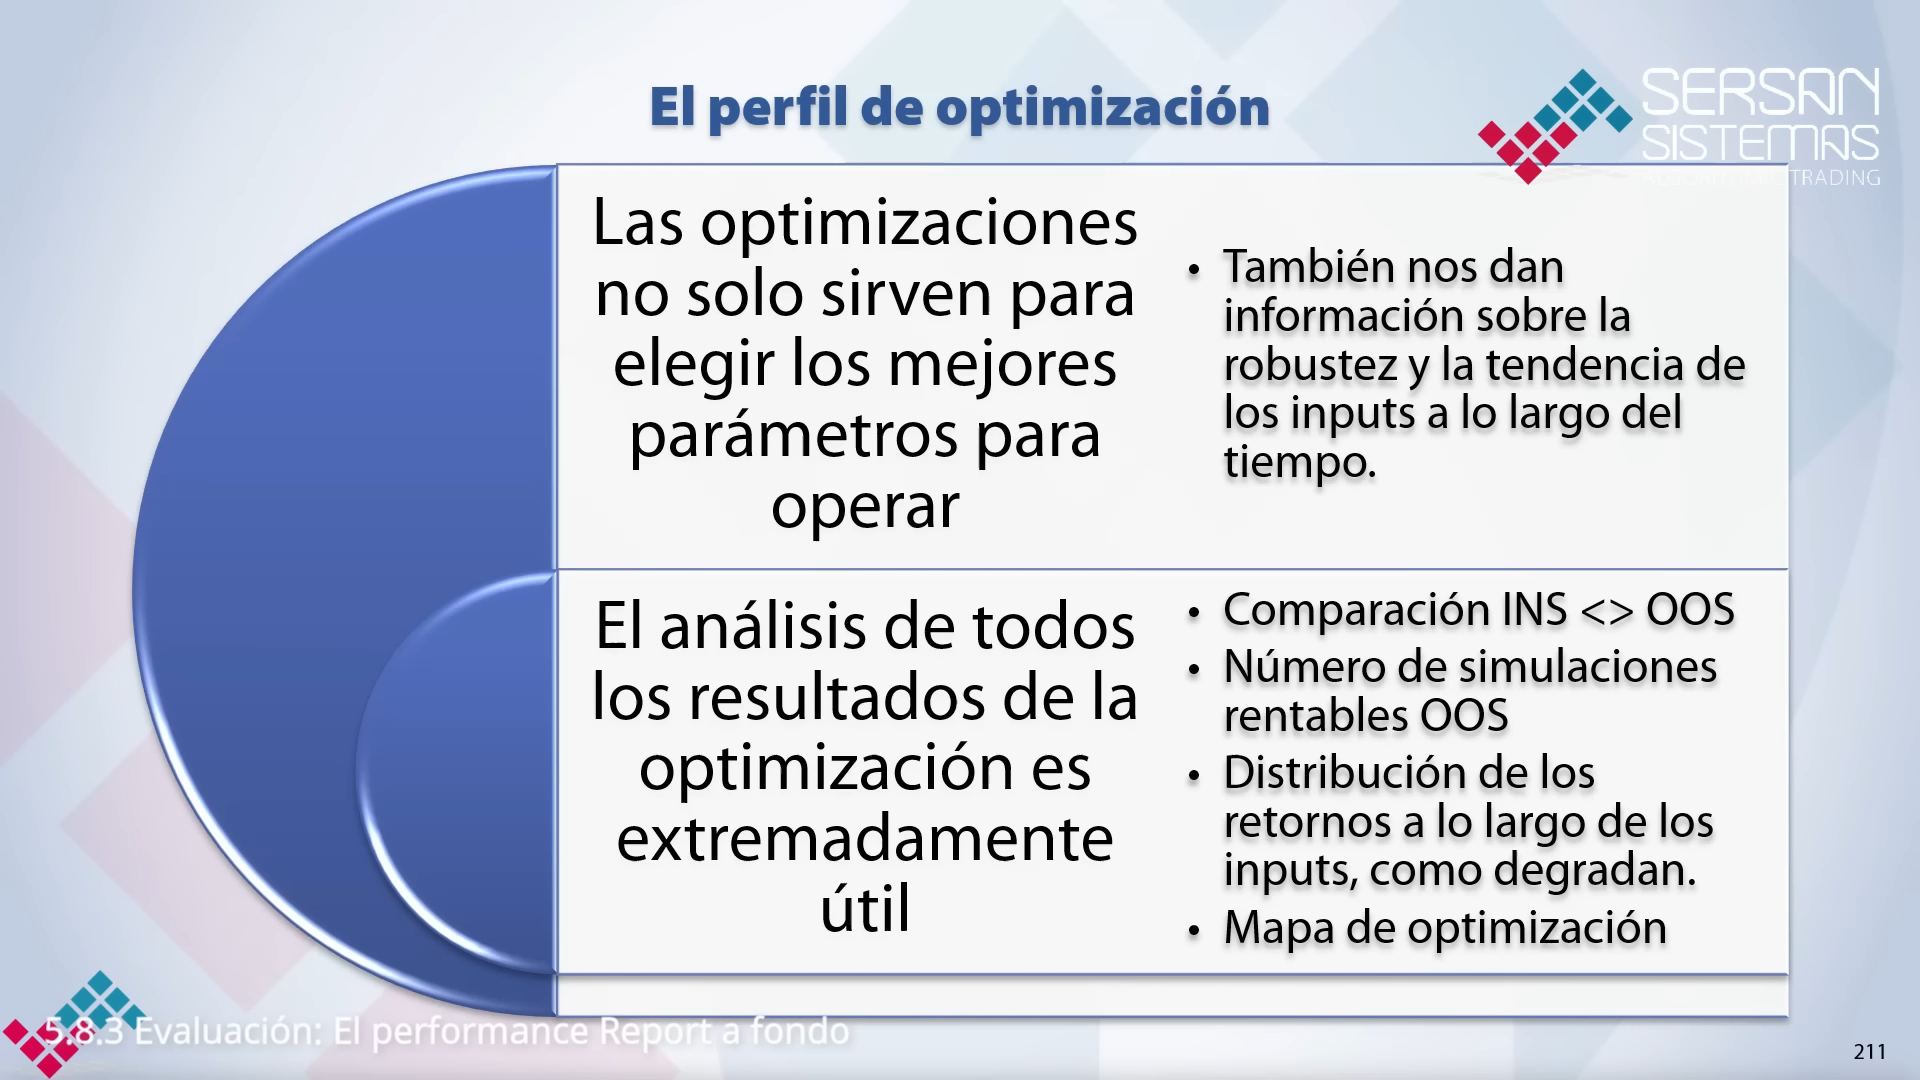 El perfil de optimización
SERSAN
SISTEMAS
TRADING
Las optimizaciones
no solo sirven para
elegir los mejores
parámetros para
operar
• También nos dan
información sobre la
robustez y la tendencia de
los inputs a lo largo del
tiempo.
El análisis de todos
los resultados de la
optimización es
extremadamente
útil
• Comparación INS <> OOS
• Número de simulaciones
rentables OOS
• Distribución de los
retornos a lo largo de los
inputs, como degradan.
• Mapa de optimización
5.8.3 Evaluación: El performance Report a fondo
211